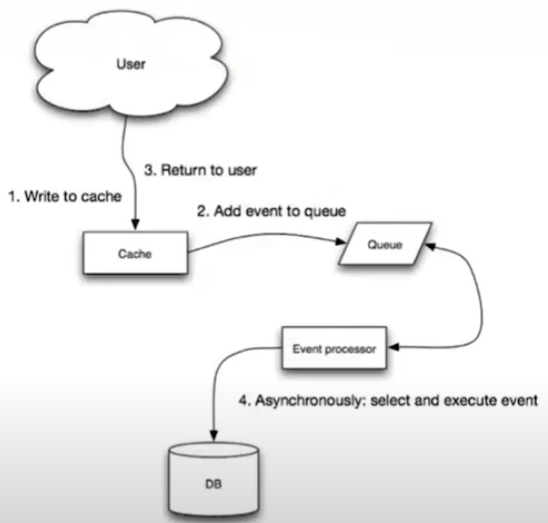 User
3. Return to user
1. Write to cache
2. Add event to queue
Cache
Queue
Event processor
4. Asynchronously: select and execute event
DB